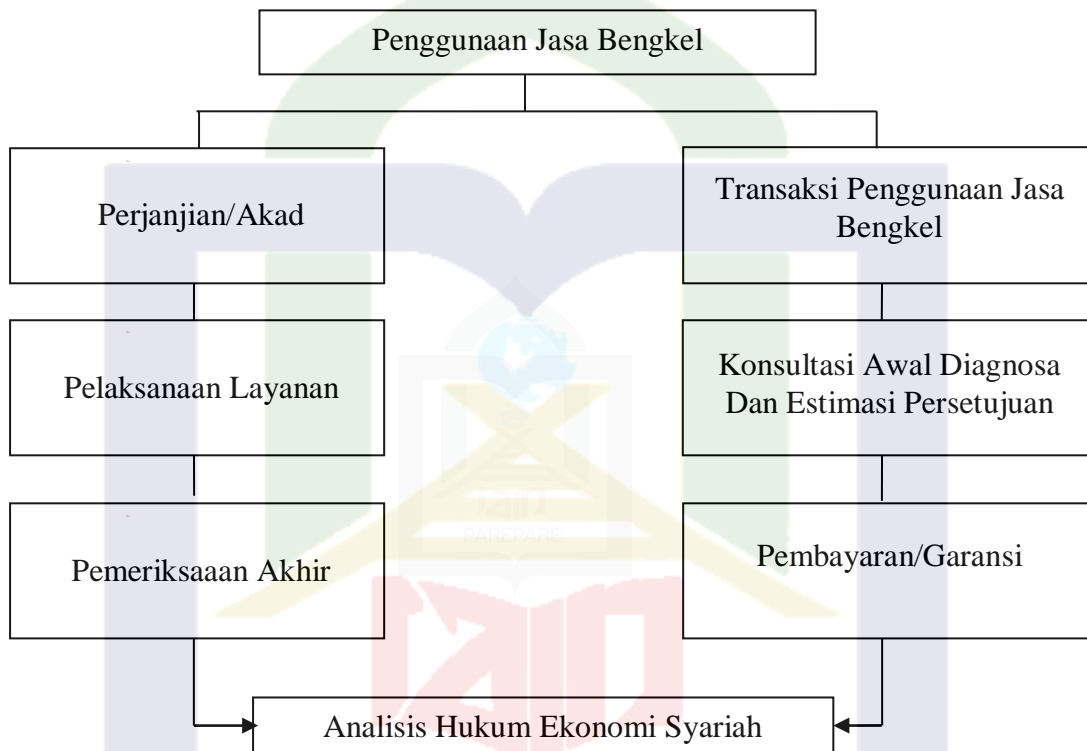 Penggunaan Jasa Bengkel
Perjanjian/Akad
Transaksi Penggunaan Jasa
Bengkel
Pelaksanaan Layanan
Konsultasi Awal Diagnosa
Dan Estimasi Persetujuan
Pemeriksaaan Akhir
Pembayaran/Garansi
PAREPARE
Analisis Hukum Ekonomi Syariah